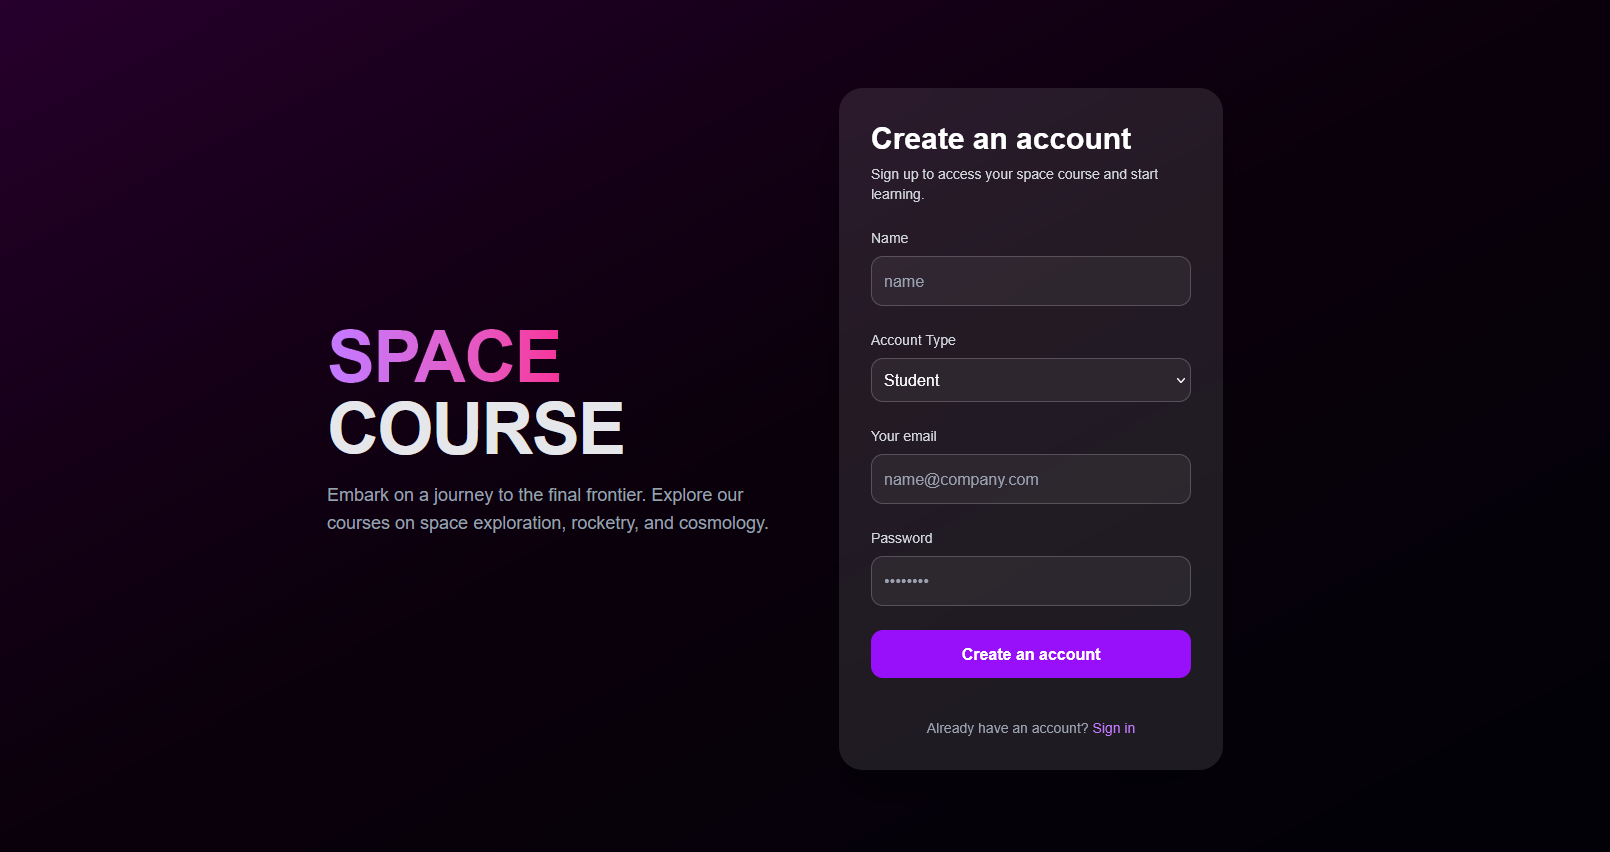 SPACE
COURSE
Embark on a journey to the final frontier. Explore our
courses on space exploration, rocketry, and cosmology.
Create an account
Sign up to access your space course and start
learning.
Name
name
Account Type
Student
Your email
name@company.com
Password
••••••••
Create an account
Already have an account? Sign in